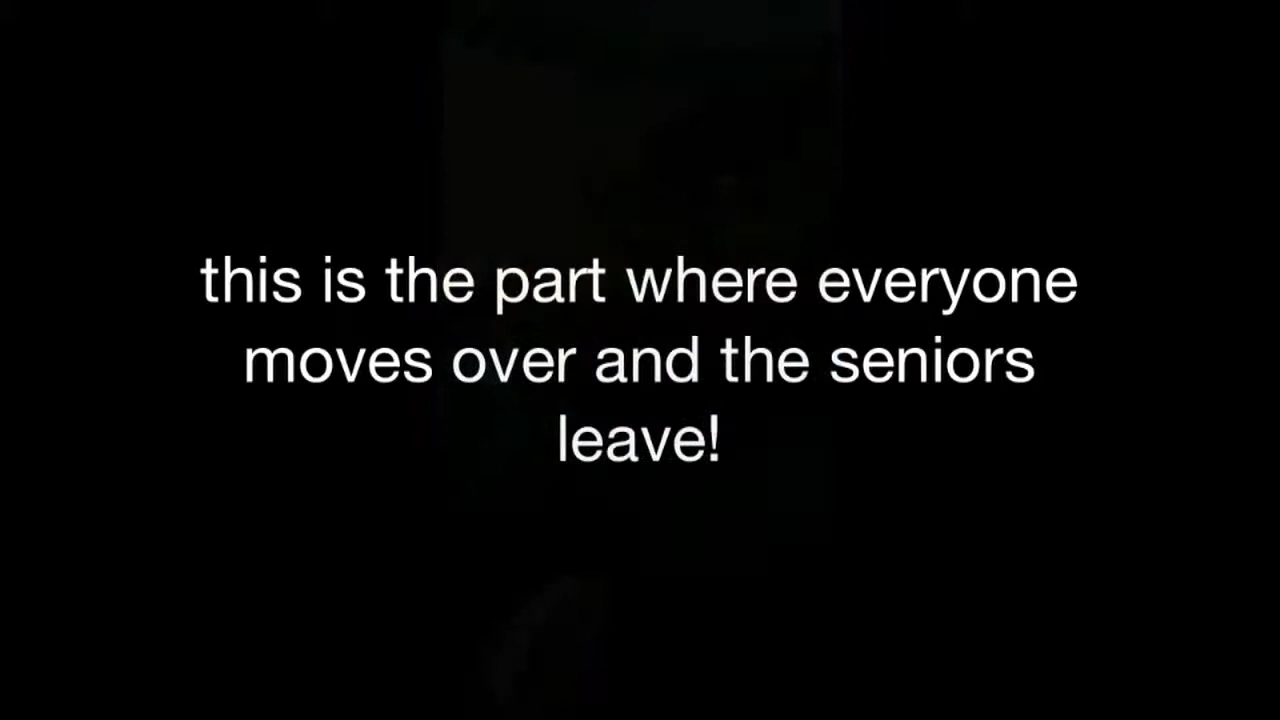 this is the part where everyone
moves over and the seniors
leave!